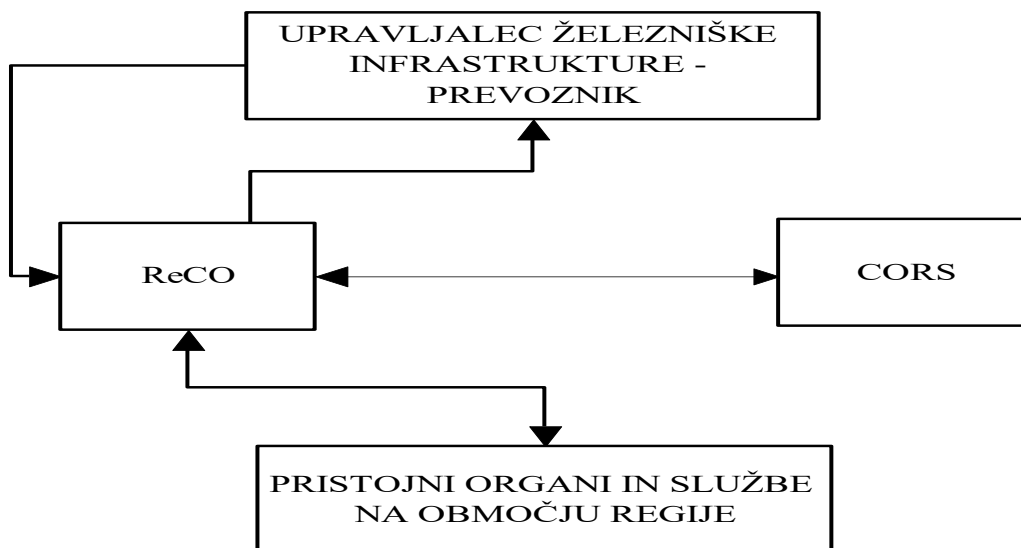 UPRAVLJALEC ŽELEZNIŠKE
INFRASTRUKTURE -
PREVOZNIK
ReCO
CORS
PRISTOJNI ORGANI IN SLUŽBE
NA OBMOČJU REGIJE